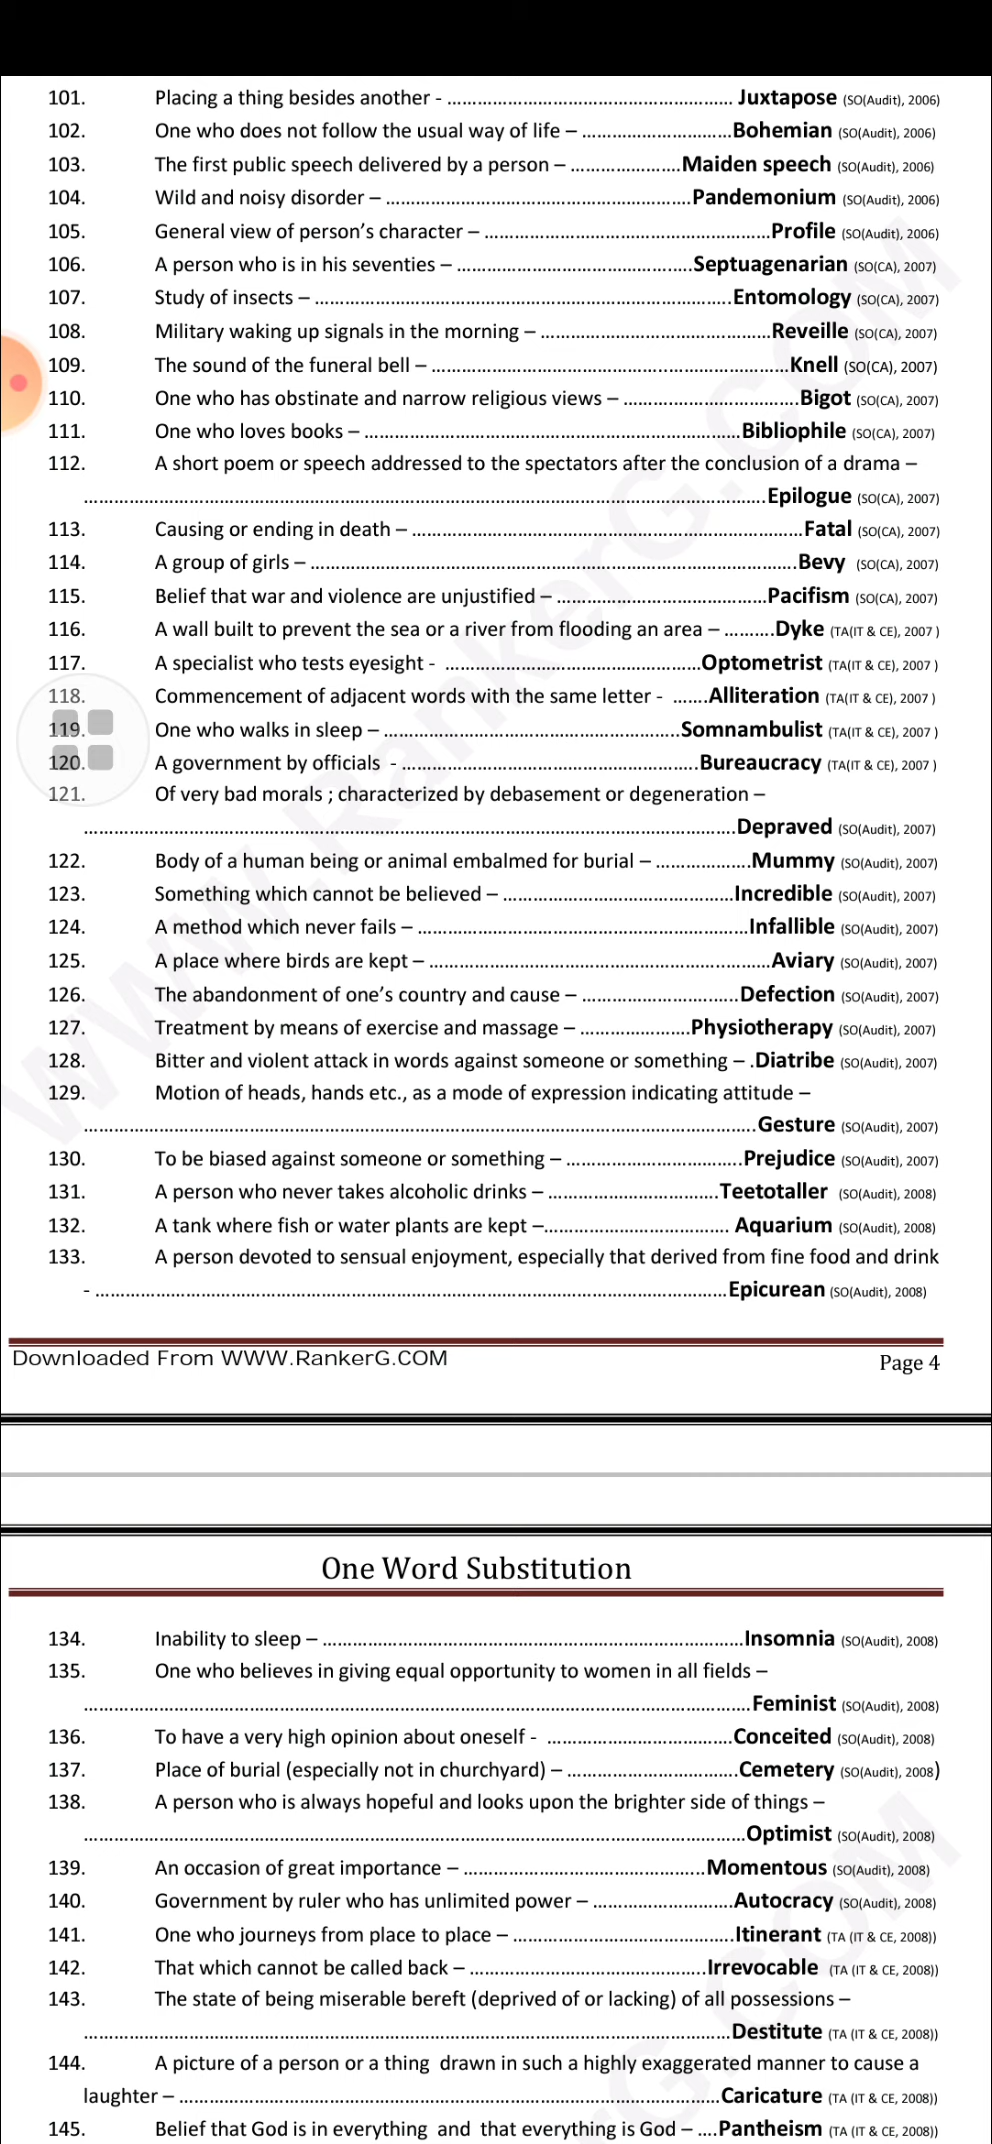 101. Placing a thing besides another - ................................................ Juxtapose (SO(Audit), 2006)
102. One who does not follow the usual way of life – ..............................Bohemian (SO(Audit), 2006)
103. The first public speech delivered by a person – ......................Maiden speech (SO(Audit), 2006)
104. Wild and noisy disorder – ....................................................Pandemonium (SO(Audit), 2006)
105. General view of person’s character – ................................................Profile (SO(Audit), 2006)
106. A person who is in his seventies – ........................................Septuagenarian (SO(CA), 2007)
107. Study of insects – ......................................................................Entomology (SO(CA), 2007)
108. Military waking up signals in the morning – .......................................Reveille (SO(CA), 2007)
109. The sound of the funeral bell – ............................................................Knell (SO(CA), 2007)
110. One who has obstinate and narrow religious views – ..............................Bigot (SO(CA), 2007)
111. One who loves books – ...............................................................Bibliophile (SO(CA), 2007)
112. A short poem or speech addressed to the spectators after the conclusion of a drama –
..................................................................................................................Epilogue (SO(CA), 2007)
113. Causing or ending in death – .................................................................Fatal (SO(CA), 2007)
114. A group of girls – .................................................................................Bevy (SO(CA), 2007)
115. Belief that war and violence are unjustified – ....................................Pacifism (SO(CA), 2007)
116. A wall built to prevent the sea or a river from flooding an area – .........Dyke (TA(IT & CE), 2007 )
117. A specialist who tests eyesight - ...........................................Optometrist (TA(IT & CE), 2007 )
118. Commencement of adjacent words with the same letter - .......Alliteration (TA(IT & CE), 2007 )
119. One who walks in sleep – ..................................................Somnambulist (TA(IT & CE), 2007 )
120. A government by officials - ..................................................Bureaucracy (TA(IT & CE), 2007 )
121. Of very bad morals ; characterized by debasement or degeneration –
.............................................................................................................Depraved (SO(Audit), 2007)
122. Body of a human being or animal embalmed for burial – ..................Mummy (SO(Audit), 2007)
123. Something which cannot be believed – .......................................Incredible (SO(Audit), 2007)
124. A method which never fails – ........................................................Infallible (SO(Audit), 2007)
125. A place where birds are kept – .........................................................Aviary (SO(Audit), 2007)
126. The abandonment of one’s country and cause – ..........................Defection (SO(Audit), 2007)
127. Treatment by means of exercise and massage – ...................Physiotherapy (SO(Audit), 2007)
128. Bitter and violent attack in words against someone or something – .Diatribe (SO(Audit), 2007)
129. Motion of heads, hands etc., as a mode of expression indicating attitude –
................................................................................................................Gesture (SO(Audit), 2007)
130. To be biased against someone or something – .............................Prejudice (SO(Audit), 2007)
131. A person who never takes alcoholic drinks – ............................Teetotaller (SO(Audit), 2008)
132. A tank where fish or water plants are kept –............................... Aquarium (SO(Audit), 2008)
133. A person devoted to sensual enjoyment, especially that derived from fine food and drink
- .........................................................................................................Epicurean (SO(Audit), 2008)
Downloaded From WWW.RankerG.COM Page 4
One Word Substitution
134. Inability to sleep – ......................................................................Insomnia (SO(Audit), 2008)
135. One who believes in giving equal opportunity to women in all fields –
...............................................................................................................Feminist (SO(Audit), 2008)
136. To have a very high opinion about oneself - ...............................Conceited (SO(Audit), 2008)
137. Place of burial (especially not in churchyard) – .............................Cemetery (SO(Audit), 2008)
138. A person who is always hopeful and looks upon the brighter side of things –
..............................................................................................................Optimist (SO(Audit), 2008)
139. An occasion of great importance – ........................................Momentous (SO(Audit), 2008)
140. Government by ruler who has unlimited power – .......................Autocracy (SO(Audit), 2008)
141. One who journeys from place to place – .....................................Itinerant (TA (IT & CE, 2008))
142. That which cannot be called back – .......................................Irrevocable (TA (IT & CE, 2008))
143. The state of being miserable bereft (deprived of or lacking) of all possessions –
............................................................................................................Destitute (TA (IT & CE, 2008))
144. A picture of a person or a thing drawn in such a highly exaggerated manner to cause a
laughter – ..........................................................................................Caricature (TA (IT & CE, 2008))
145. Belief that God is in everything and that everything is God – ....Pantheism (TA (IT & CE, 2008))
WWW.RankerG.COM